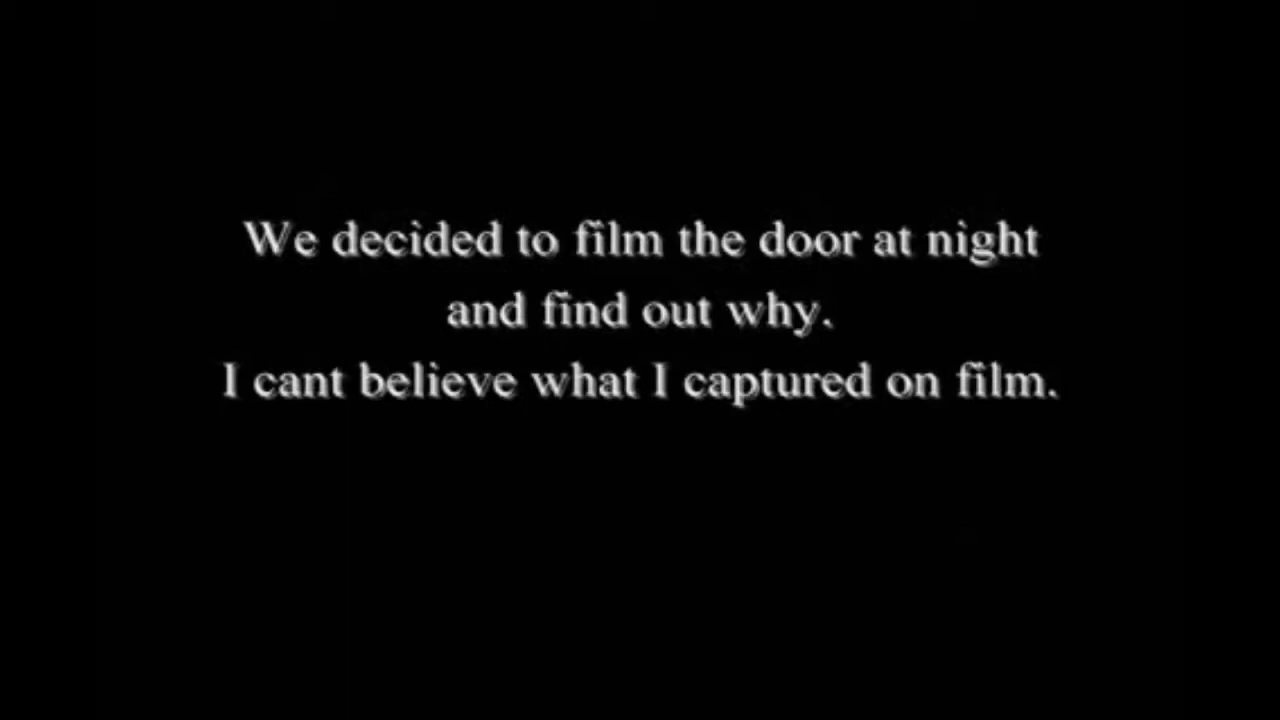 We decided to film the door at night
and find out why.
I cant believe what I captured on film.